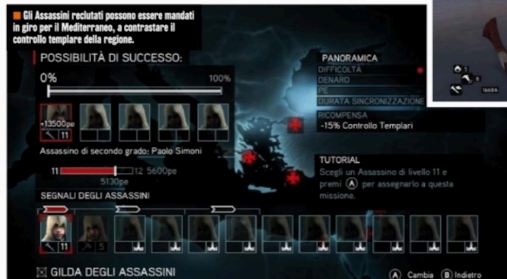 Gli Assassini reclutati possono essere mandati
in giro per il Mediterraneo, a contrastare il
controllo templare della regione.
POSSIBILITÀ DI SUCCESSO:
0%
100%
+13500pe
11
Assassino di secondo grado: Paolo Simoni
11
12 5600pe
5130pe
SEGNALI DEGLI ASSASSINI
11
5
GILDA DEGLI ASSASSINI
PANORAMICA
DIFFICOLTÀ
DENARO
PE
DURATA SINCRONIZZAZIONE
RICOMPENSA
-15% Controllo Templari
TUTORIAL
Scegli un Assassino di livello 11 e
premi A per assegnarlo a questa
missione.
A Cambia B Indietro